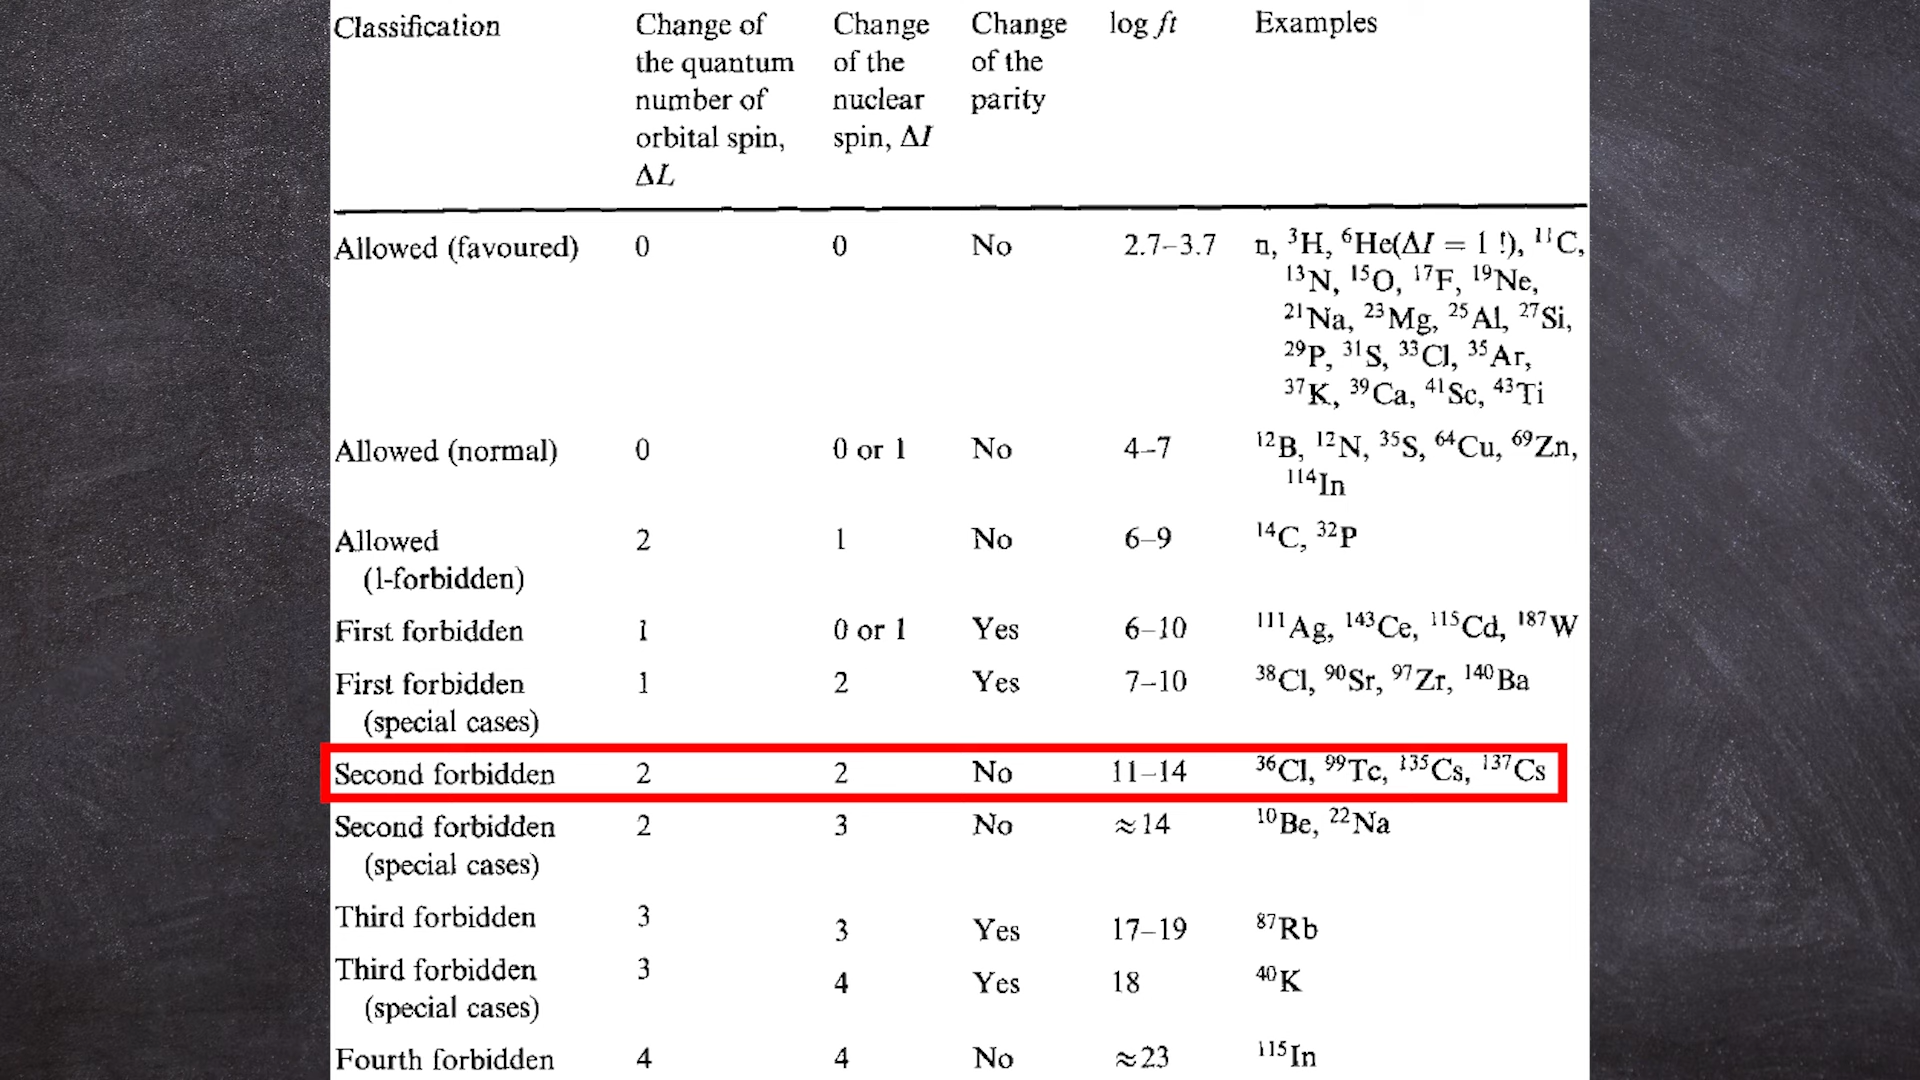 Classification Change of the quantum number of orbital spin, ΔL Change of the nuclear spin, ΔI Change of the parity log ft Examples
Allowed (favoured) 0 0 No 2.7–3.7 n, ³H, ⁶He(ΔI = 1 !), ¹¹C,
¹³N, ¹⁵O, ¹⁷F, ¹⁹Ne,
²¹Na, ²³Mg, ²⁵Al, ²⁷Si,
²⁹P, ³¹S, ³³Cl, ³⁵Ar,
³⁷K, ³⁹Ca, ⁴¹Sc, ⁴³Ti
Allowed (normal) 0 0 or 1 No 4–7 ¹²B, ¹²N, ³⁵S, ⁶⁴Cu, ⁶⁹Zn,
¹¹⁴In
Allowed 2 1 No 6–9 ¹⁴C, ³²P
(l-forbidden)
First forbidden 1 0 or 1 Yes 6–10 ¹¹¹Ag, ¹⁴³Ce, ¹¹⁵Cd, ¹⁸⁷W
First forbidden 1 2 Yes 7–10 ³⁸Cl, ⁹⁰Sr, ⁹⁷Zr, ¹⁴⁰Ba
(special cases)
Second forbidden 2 2 No 11–14 ³⁶Cl, ⁹⁹Tc, ¹³⁵Cs, ¹³⁷Cs
Second forbidden 2 3 No ≈14 ¹⁰Be, ²²Na
(special cases)
Third forbidden 3 3 Yes 17–19 ⁸⁷Rb
Third forbidden 3 4 Yes 18 ⁴⁰K
(special cases)
Fourth forbidden 4 4 No ≈23 ¹¹⁵In